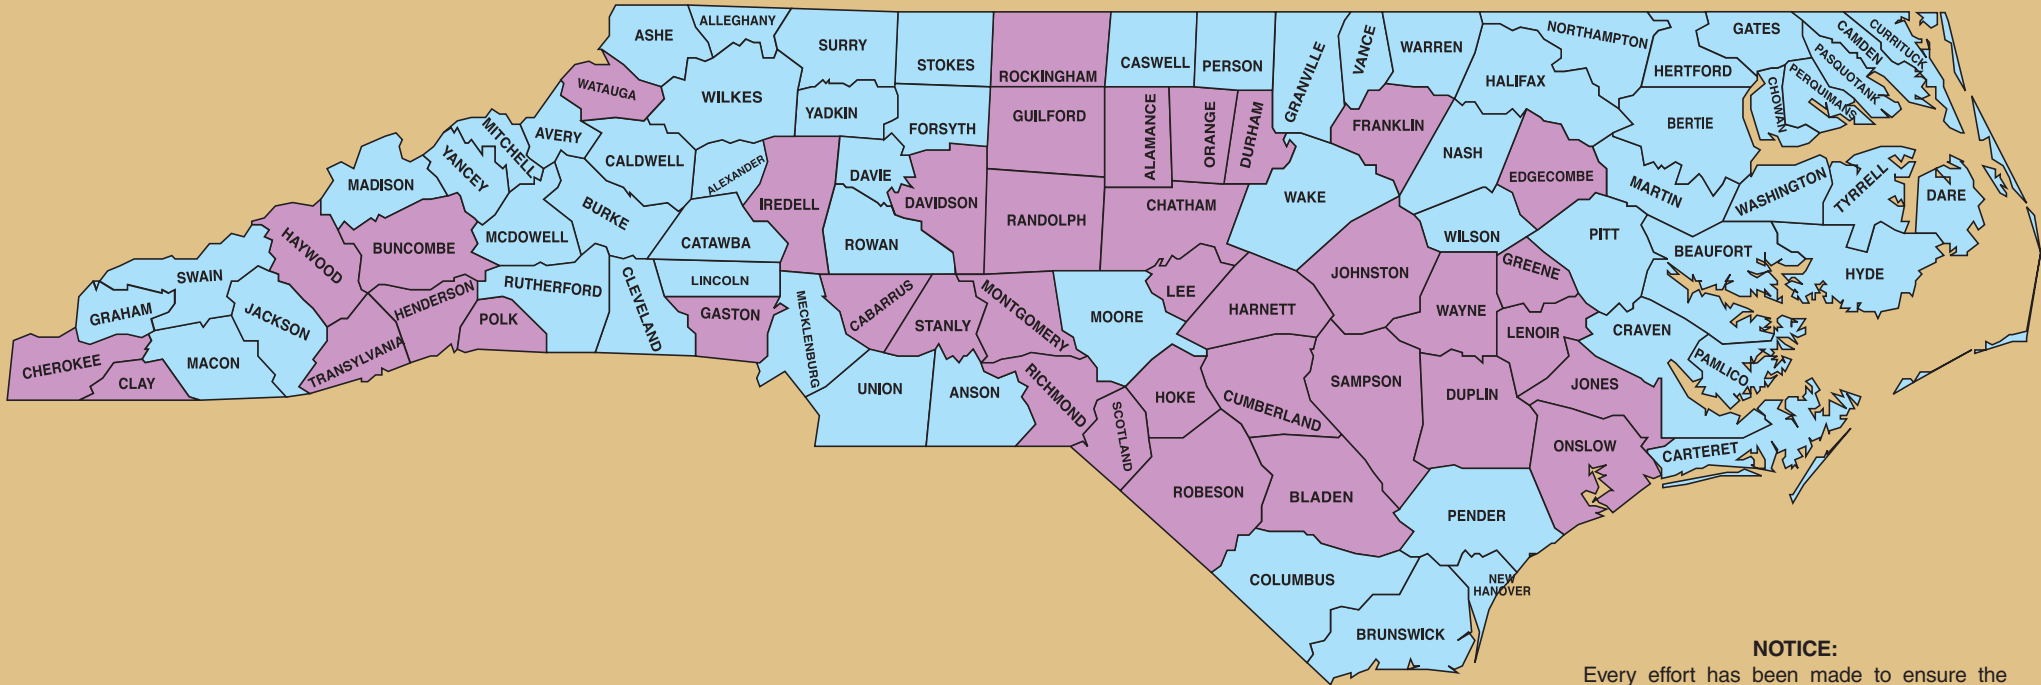 ASHE
ALLEGHANY
SURRY
STOKES
ROCKINGHAM
CASWELL
PERSON
GRANVILLE
VANCE
WARREN
NORTHAMPTON
GATES
CAMDEN
CURRITUCK
PASQUOTANK
PERQUIMANS
CHOWAN
HERTFORD
HALIFAX
BERTIE
WATAUGA
WILKES
YADKIN
FORSYTH
GUILFORD
ALAMANCE
ORANGE
DURHAM
FRANKLIN
NASH
EDGECOMBE
MARTIN
WASHINGTON
TYRRELL
DARE
MITCHELL
AVERY
YANCEY
CALDWELL
ALEXANDER
MADISON
IREDELL
DAVIE
DAVIDSON
RANDOLPH
CHATHAM
WAKE
WILSON
PITT
BEAUFORT
HYDE
HAYWOOD
BUNCOMBE
MCDOWELL
BURKE
CATAWBA
ROWAN
SWAIN
GRAHAM
JACKSON
HENDERSON
RUTHERFORD
CLEVELAND
LINCOLN
MECKLENBURG
CABARRUS
STANLY
MONTGOMERY
MOORE
LEE
HARNETT
JOHNSTON
WAYNE
GREENE
LENOIR
CRAVEN
PAMLICO
CHEROKEE
CLAY
MACON
TRANSYLVANIA
POLK
GASTON
UNION
ANSON
RICHMOND
SCOTLAND
HOKE
CUMBERLAND
SAMPSON
DUPLIN
JONES
ONSLOW
CARTERET
ROBESON
BLADEN
PENDER
COLUMBUS
NEW
HANOVER
BRUNSWICK
NOTICE:
Every effort has been made to ensure the